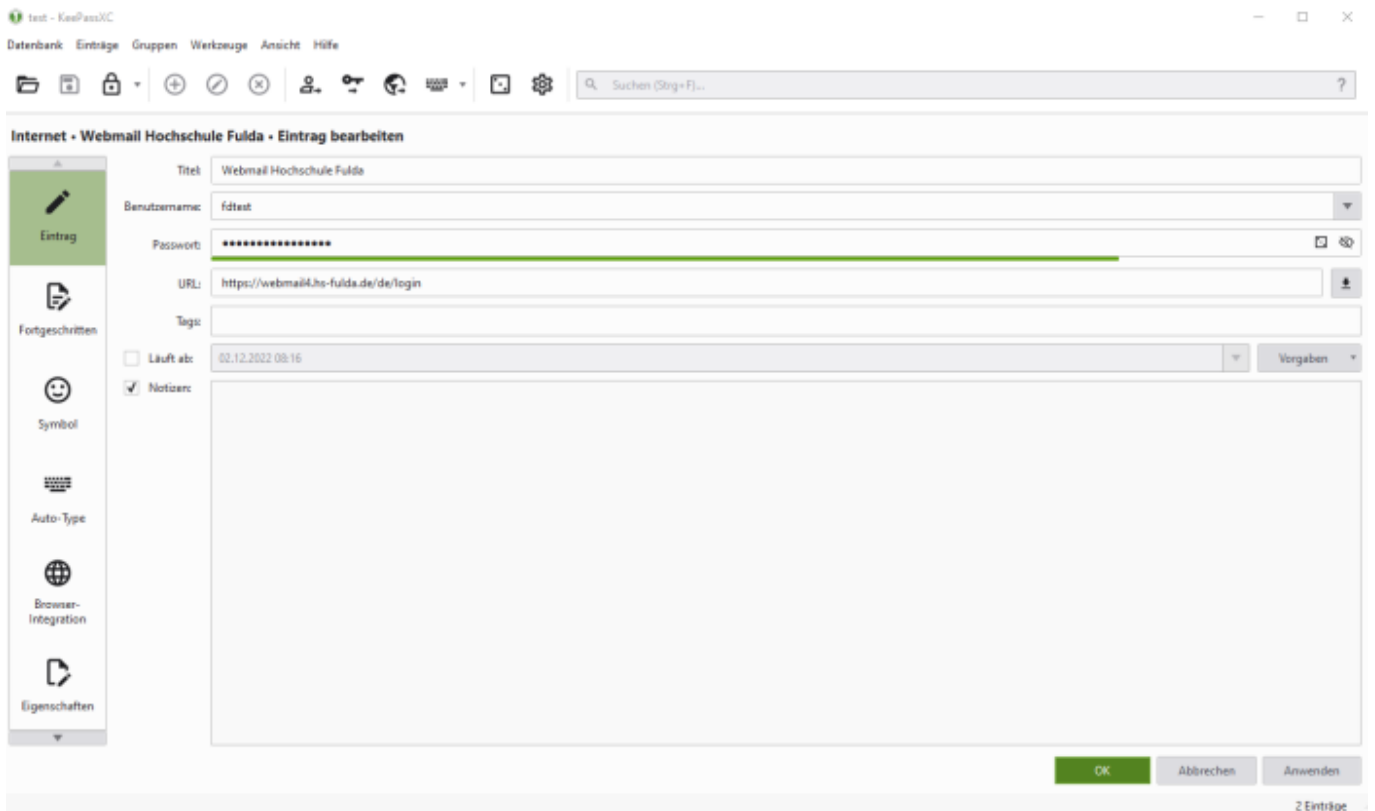 test - KeePassXC
Datenbank Einträge Gruppen Werkzeuge Ansicht Hilfe
Suchen (Strg+F)... ?
Internet • Webmail Hochschule Fulda • Eintrag bearbeiten
Eintrag
Fortgeschritten
Symbol
Auto-Type
Browser-
Integration
Eigenschaften
Titel: Webmail Hochschule Fulda
Benutzername: fdtest
Passwort: ••••••••••••••••
URL: https://webmail4.hs-fulda.de/de/login
Tags:
Läuft ab: 02.12.2022 08:16 Vorgaben
Notizen:
OK Abbrechen Anwenden
2 Einträge